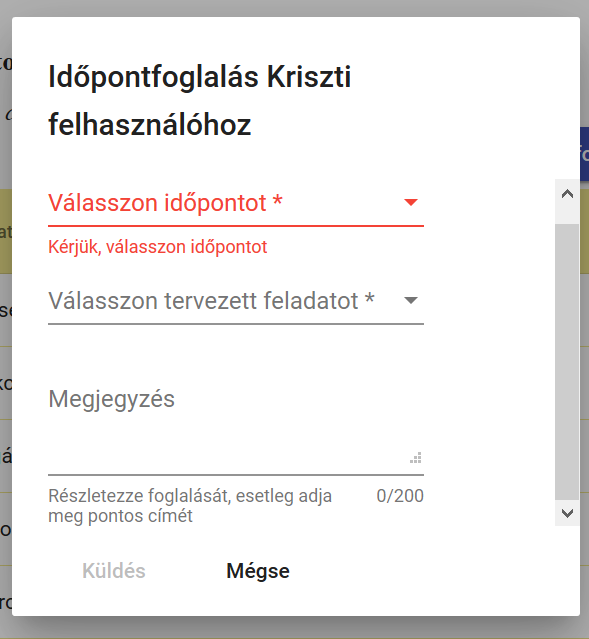 Időpontfoglalás Kriszti
felhasználóhoz
Válasszon időpontot *
Kérjük, válasszon időpontot
Válasszon tervezett feladatot *
Megjegyzés
Részletezze foglalását, esetleg adja
meg pontos címét
0/200
Küldés
Mégse